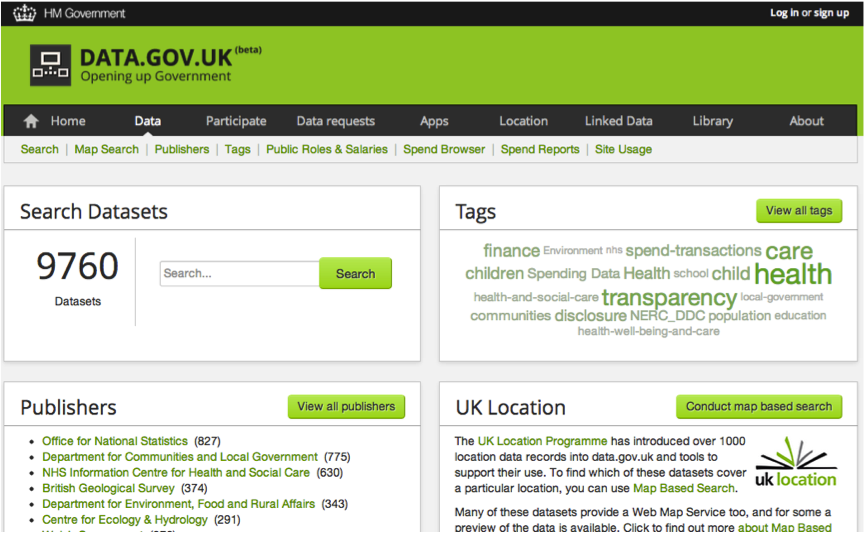 HM Government
Log in or sign up
DATA.GOV.UK (beta)
Opening up Government
Home Data Participate Data requests Apps Location Linked Data Library About
Search | Map Search | Publishers | Tags | Public Roles & Salaries | Spend Browser | Spend Reports | Site Usage
Search Datasets
9760
Datasets
Search...
Search
Tags
View all tags
finance Environment nhs spend-transactions care
children Spending Data Health school child health
health-and-social-care transparency local-government
communities disclosure NERC_DDC population education
health-well-being-and-care
Publishers
View all publishers
Office for National Statistics (827)
Department for Communities and Local Government (775)
NHS Information Centre for Health and Social Care (630)
British Geological Survey (374)
Department for Environment, Food and Rural Affairs (343)
Centre for Ecology & Hydrology (291)
UK Location
Conduct map based search
The UK Location Programme has introduced over 1000
location data records into data.gov.uk and tools to
support their use. To find which of these datasets cover
a particular location, you can use Map Based Search.
uk location
Many of these datasets provide a Web Map Service too, and for some a
preview of the data is available. Click to find out more about Map Based